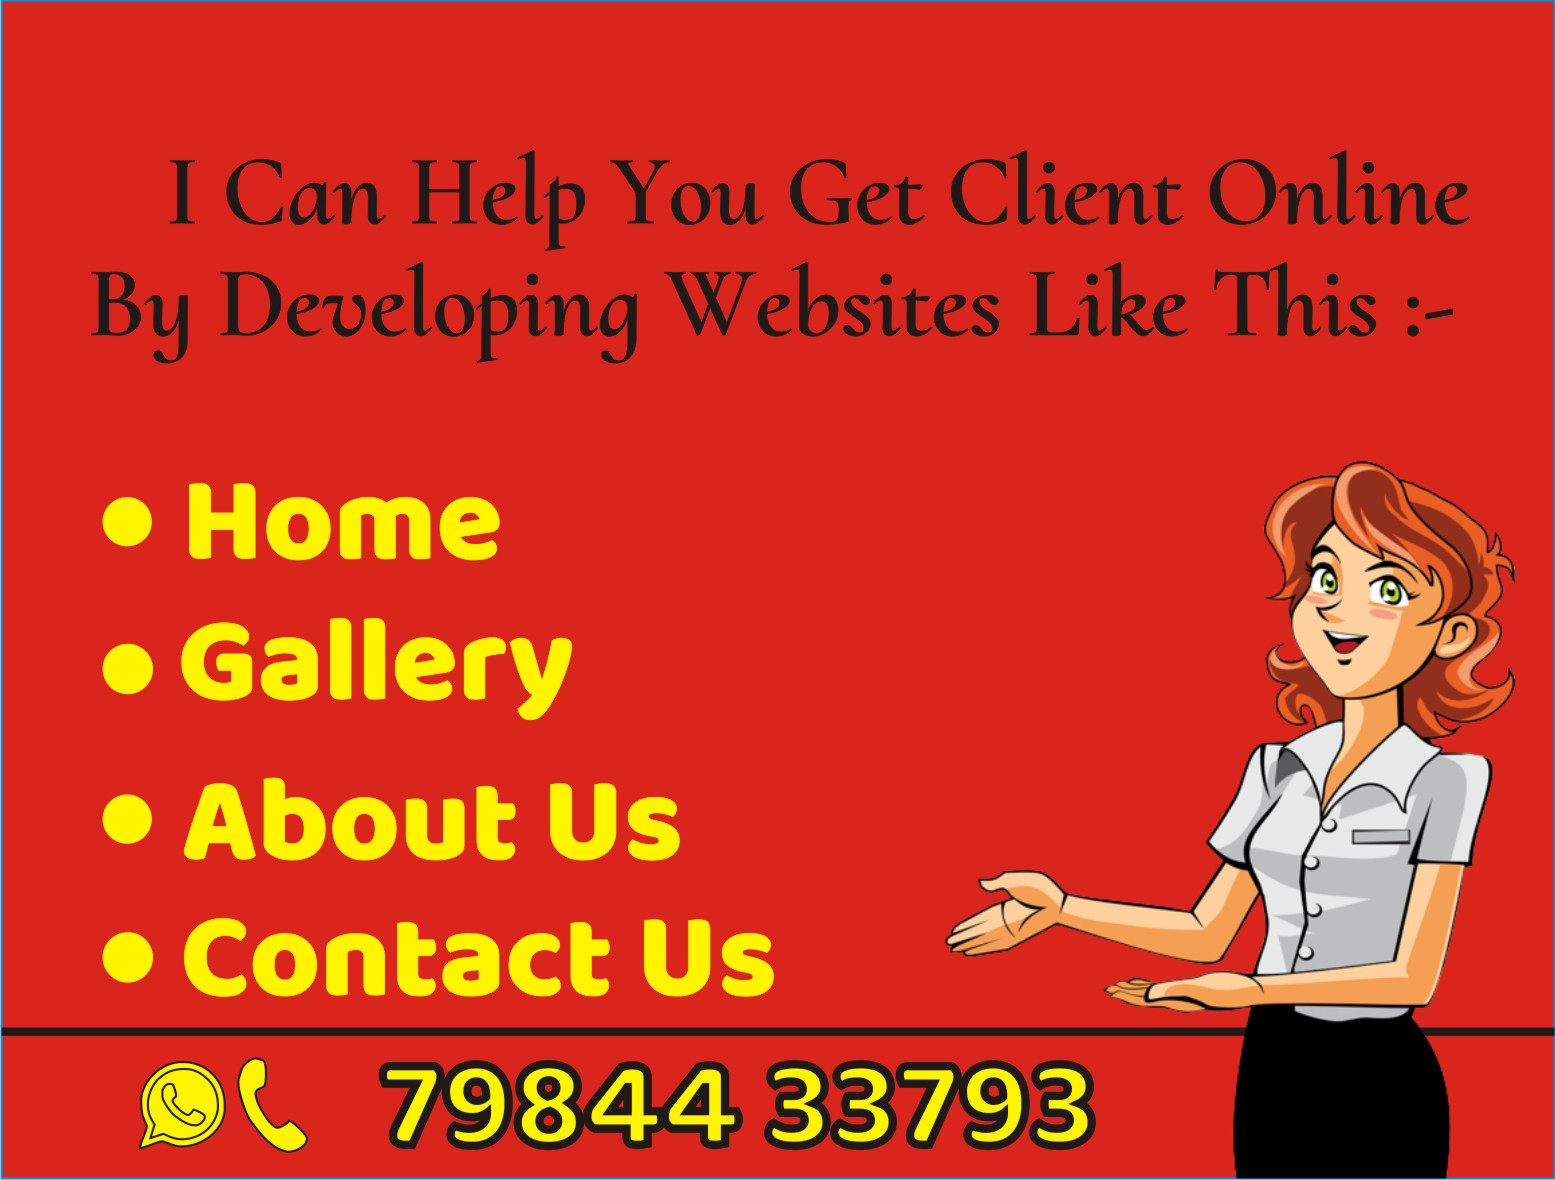 I Can Help You Get Client Online
By Developing Websites Like This :-
• Home
• Gallery
• About Us
• Contact Us
79844 33793